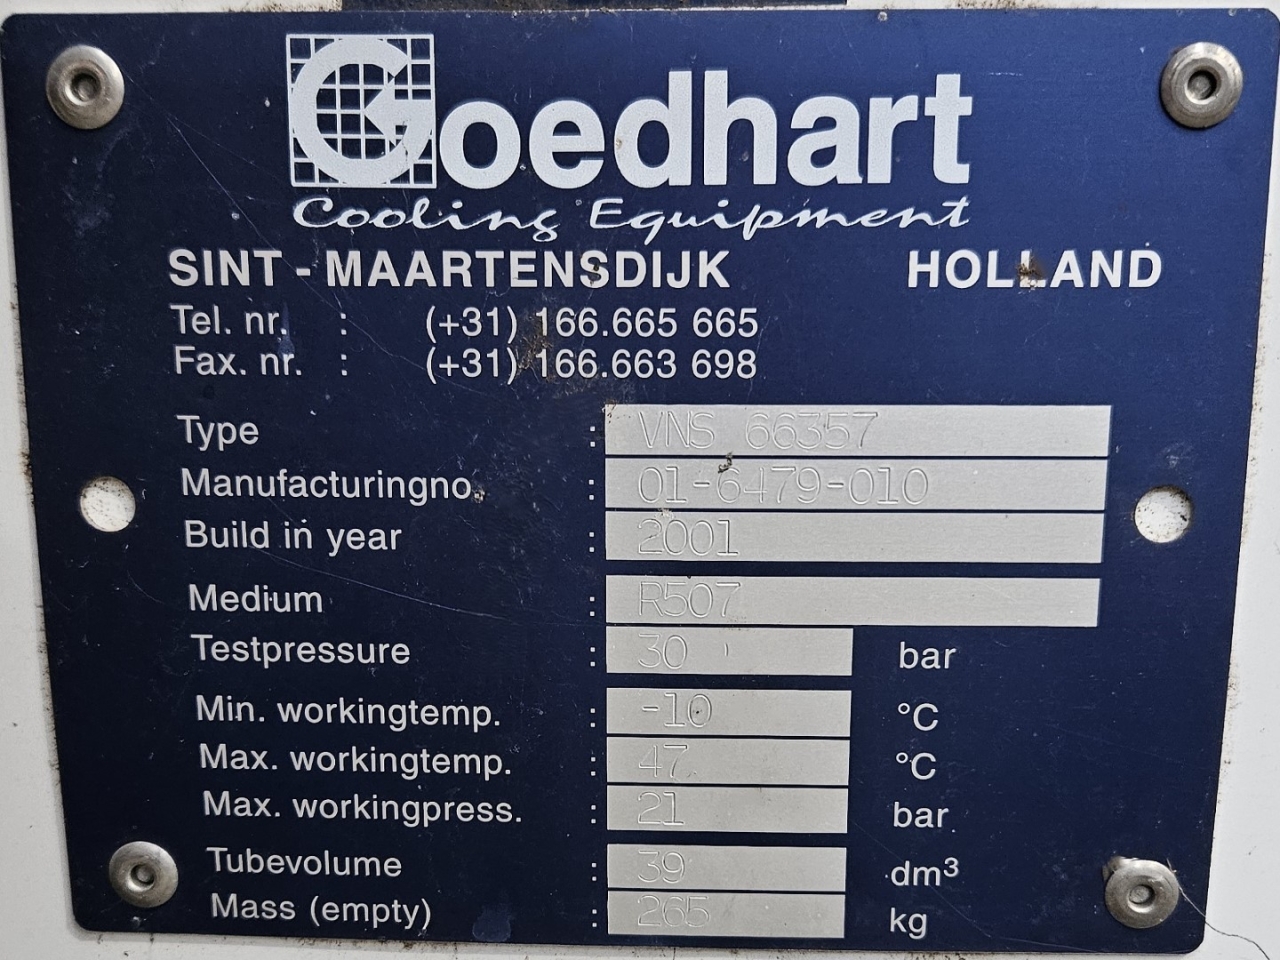 Goedhart
Cooling Equipment
SINT - MAARTENSDIJK HOLLAND
Tel. nr. : (+31) 166.665 665
Fax. nr. : (+31) 166.663 698
Type : VNS 66357
Manufacturingno. : 01-6479-010
Build in year : 2001
Medium : R507
Testpressure : 30 bar
Min. workingtemp. : -10 °C
Max. workingtemp. : 47 °C
Max. workingpress. : 21 bar
Tubevolume : 39 dm³
Mass (empty) : 265 kg